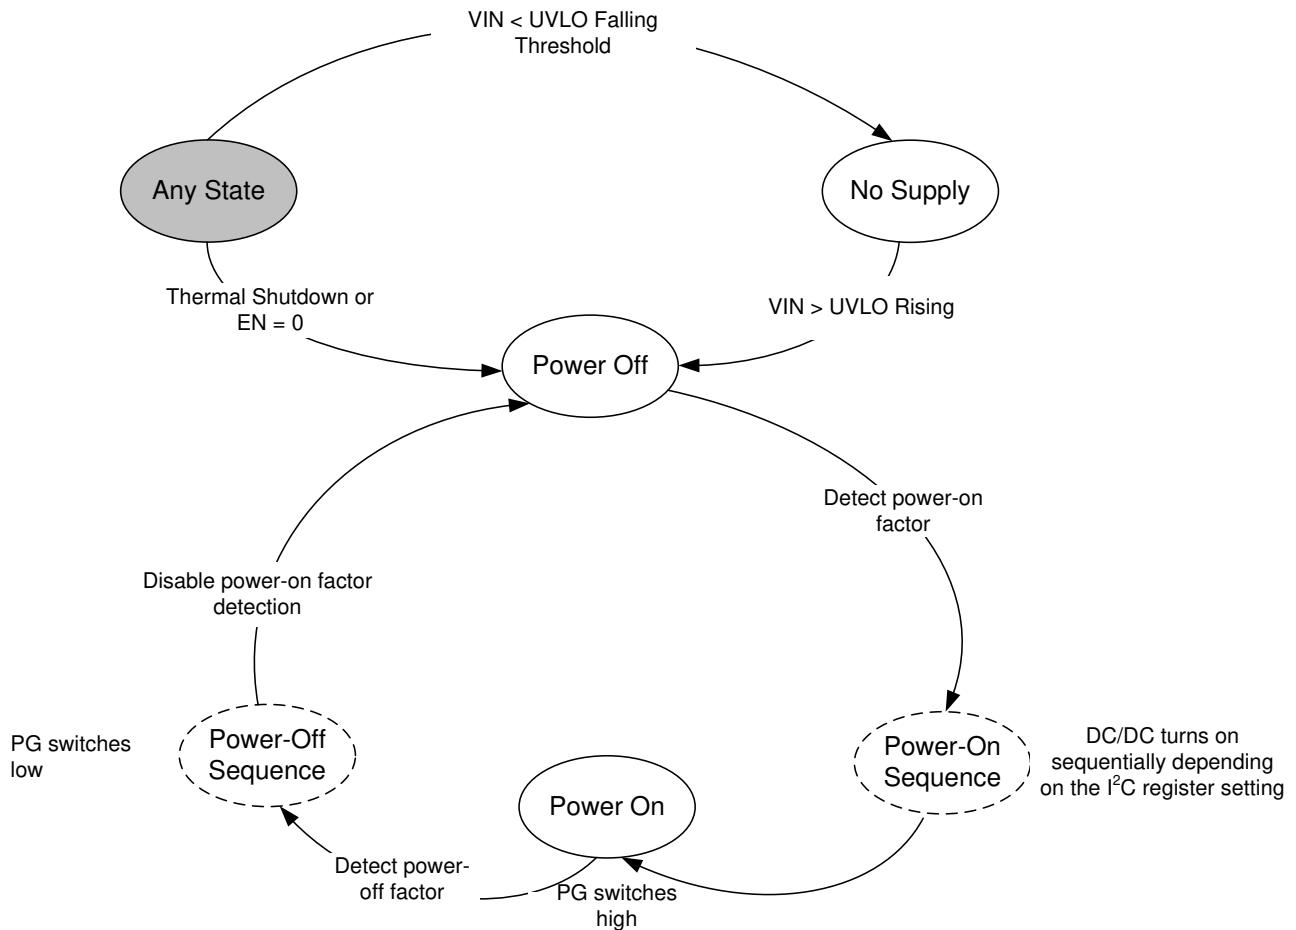 VIN < UVLO Falling
Threshold
Any State
No Supply
Thermal Shutdown or
EN = 0
VIN > UVLO Rising
Power Off
Detect power-on
factor
Disable power-on factor
detection
PG switches
low
Power-Off
Sequence
Power-On
Sequence
DC/DC turns on
sequentially depending
on the I²C register setting
Power On
Detect power-
off factor
PG switches
high